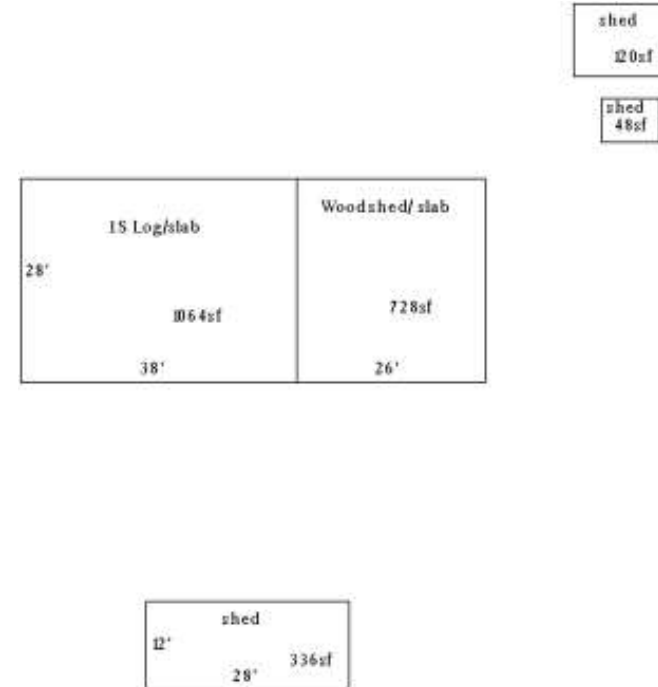 shed
120sf
shed
48sf
1S Log/slab
Woodshed/slab
28'
1064sf
728sf
38'
26'
shed
12'
336sf
28'